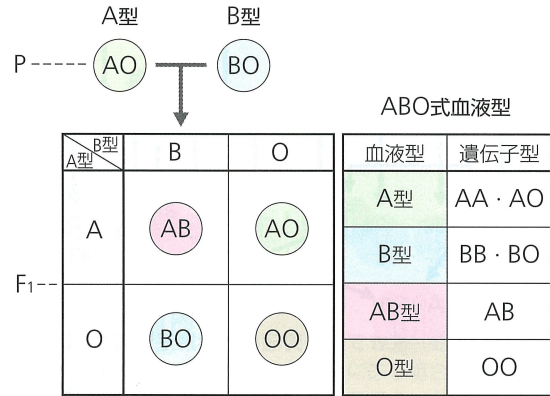 A型 B型
P AO BO
ABO式血液型
B型
A型
B O
血液型 遺伝子型
A AB AO
A型 AA・AO
B型 BB・BO
F1
O BO OO
AB型 AB
O型 OO